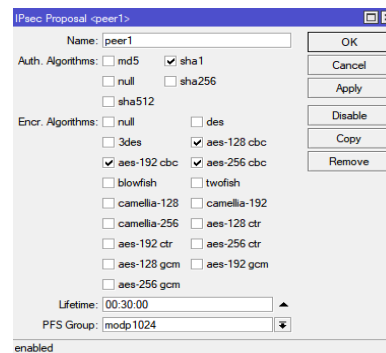 IPsec Proposal <peer1>
Name: peer1
OK
Auth. Algorithms: md5 sha1
Cancel
null sha256
Apply
sha512
Encr. Algorithms: null des
Disable
3des aes-128 cbc
Copy
aes-192 cbc aes-256 cbc
Remove
blowfish twofish
camellia-128 camellia-192
camellia-256 aes-128 ctr
aes-192 ctr aes-256 ctr
aes-128 gcm aes-192 gcm
aes-256 gcm
Lifetime: 00:30:00
PFS Group: modp1024
enabled